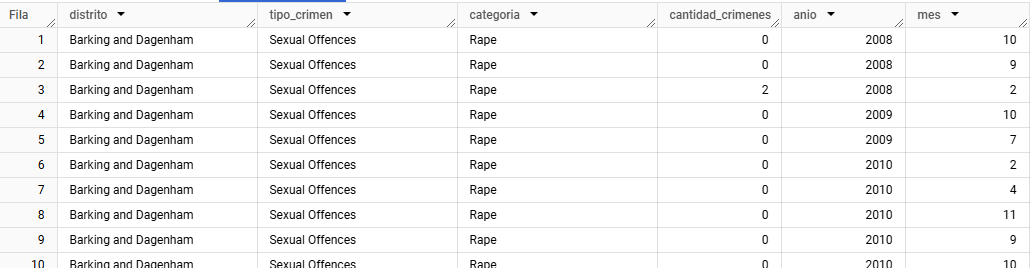 Fila distrito tipo_crimen categoria cantidad_crimenes anio mes
1 Barking and Dagenham Sexual Offences Rape 0 2008 10
2 Barking and Dagenham Sexual Offences Rape 0 2008 9
3 Barking and Dagenham Sexual Offences Rape 2 2008 2
4 Barking and Dagenham Sexual Offences Rape 0 2009 10
5 Barking and Dagenham Sexual Offences Rape 0 2009 7
6 Barking and Dagenham Sexual Offences Rape 0 2010 2
7 Barking and Dagenham Sexual Offences Rape 0 2010 4
8 Barking and Dagenham Sexual Offences Rape 0 2010 11
9 Barking and Dagenham Sexual Offences Rape 0 2010 9
10 Barking and Dagenham Sexual Offences Rape 0 2010 10